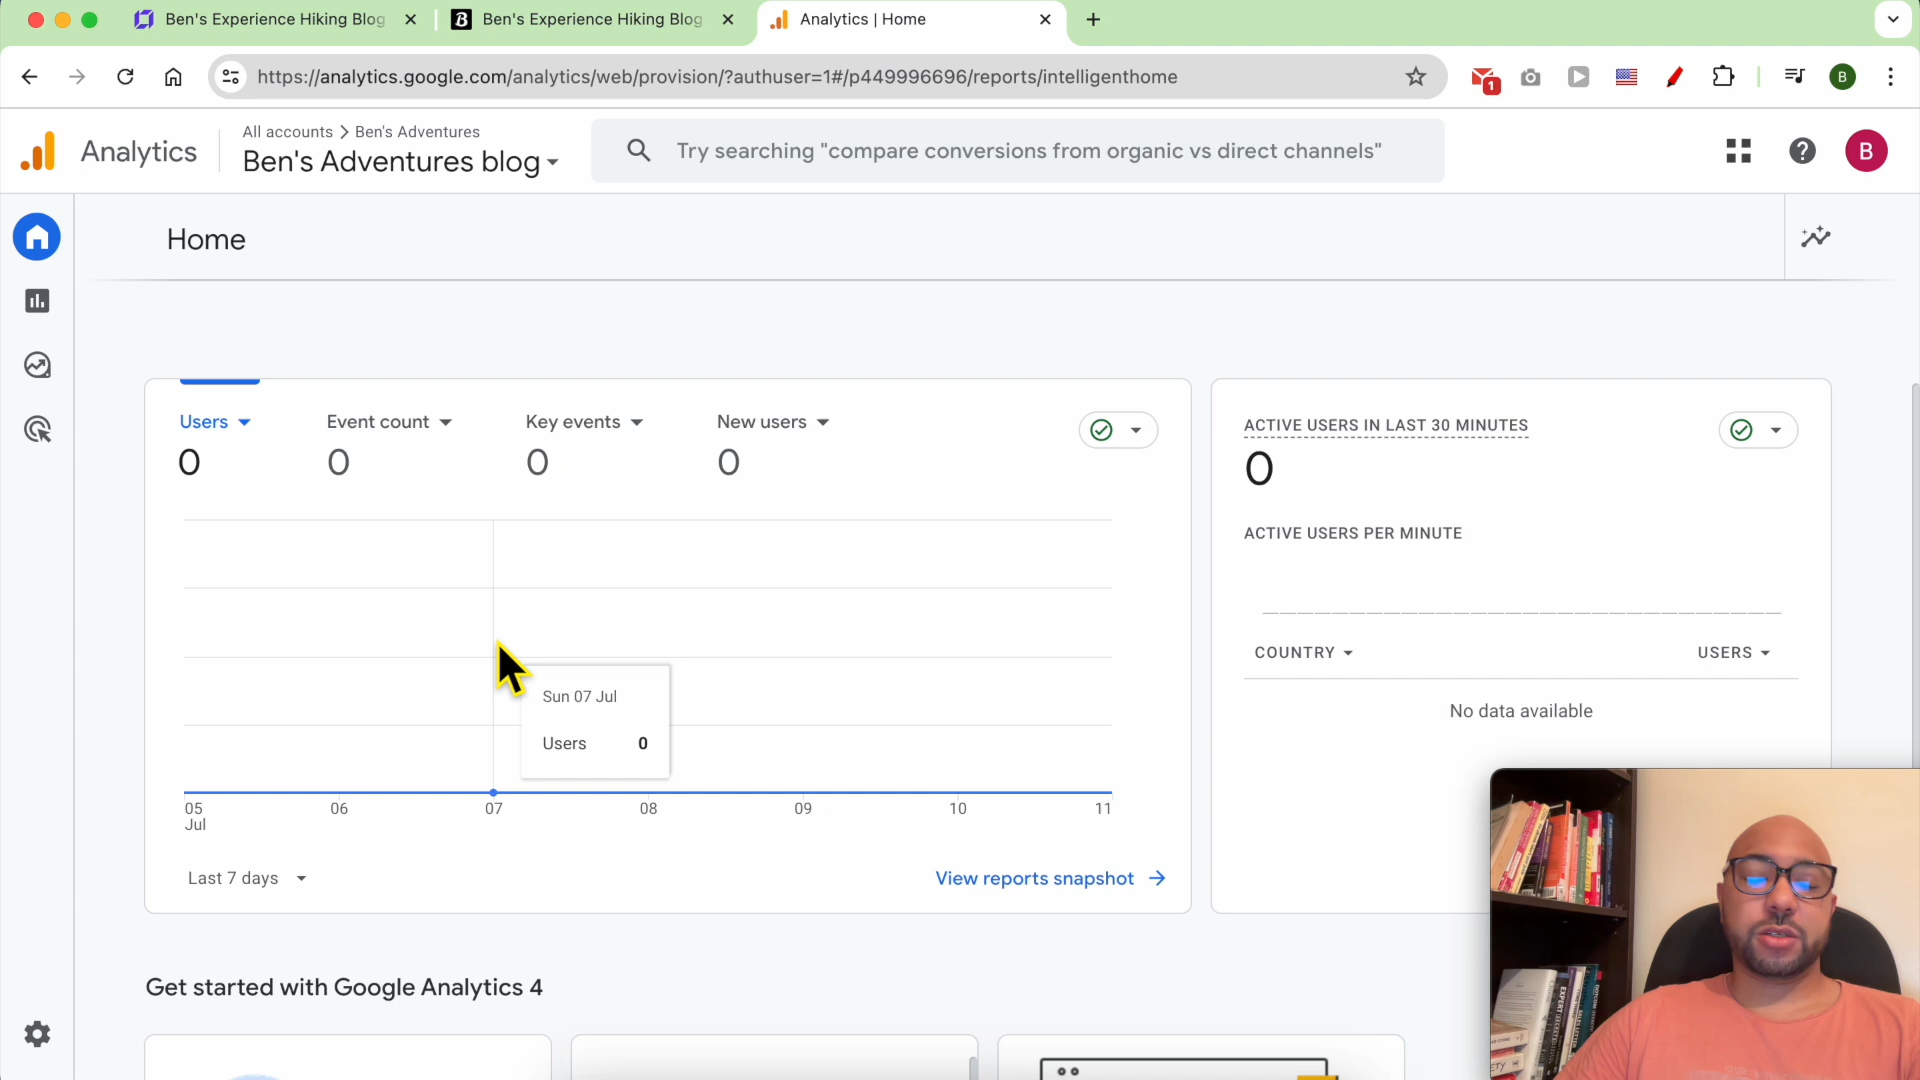 Ben's Experience Hiking Blog
Ben's Experience Hiking Blog
Analytics | Home
https://analytics.google.com/analytics/web/provision/?authuser=1#/p449996696/reports/intelligenthome
1
B
Analytics
All accounts > Ben's Adventures
Ben's Adventures blog
Try searching "compare conversions from organic vs direct channels"
B
Home
Users
Event count
Key events
New users
0
0
0
0
Sun 07 Jul
Users 0
05 06 07 08 09 10 11
Jul
Last 7 days
View reports snapshot
ACTIVE USERS IN LAST 30 MINUTES
0
ACTIVE USERS PER MINUTE
COUNTRY
USERS
No data available
Get started with Google Analytics 4